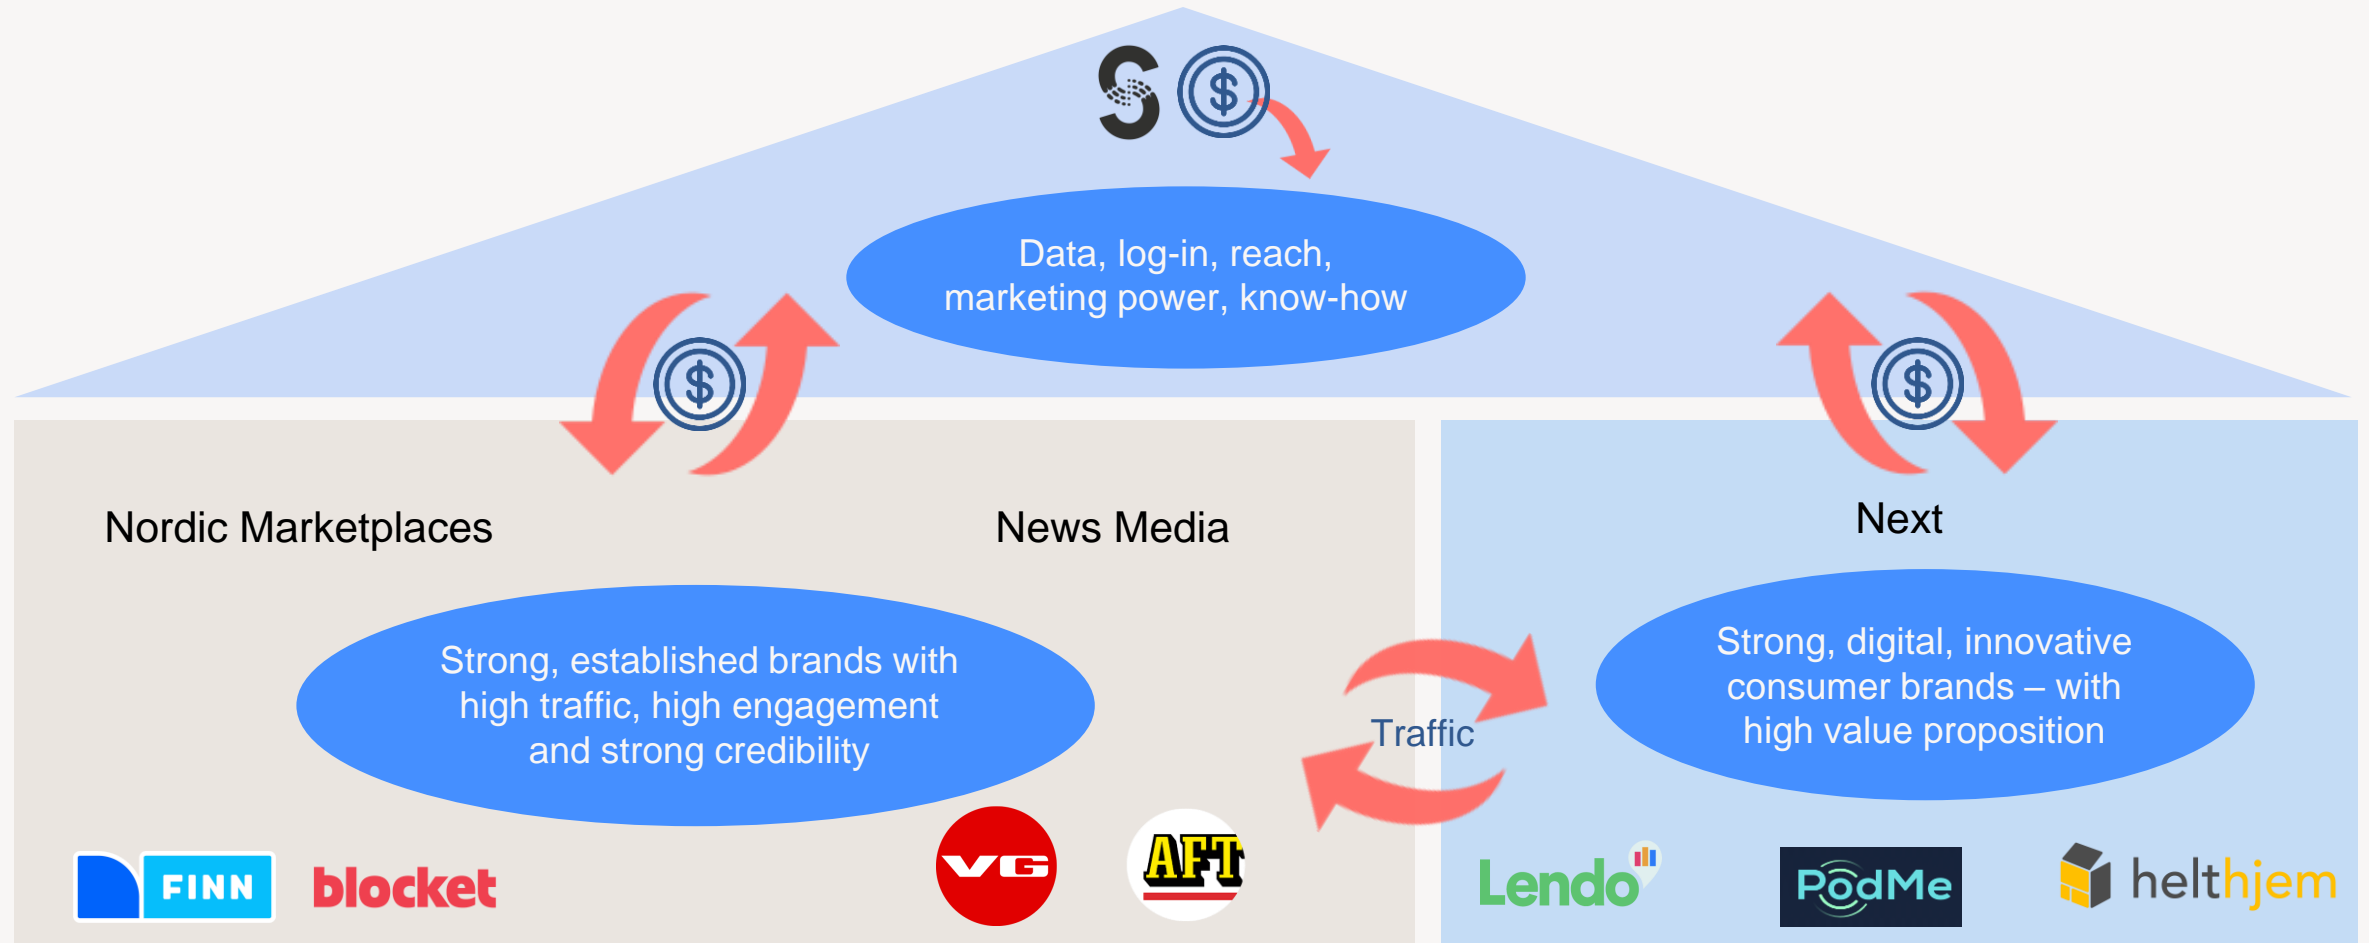 S $
Data, log-in, reach,
marketing power, know-how
$
$
Nordic Marketplaces
News Media
Next
Strong, established brands with
high traffic, high engagement
and strong credibility
Traffic
Strong, digital, innovative
consumer brands – with
high value proposition
FINN
blocket
VG
AFT
Lendo
PodMe
helthjem